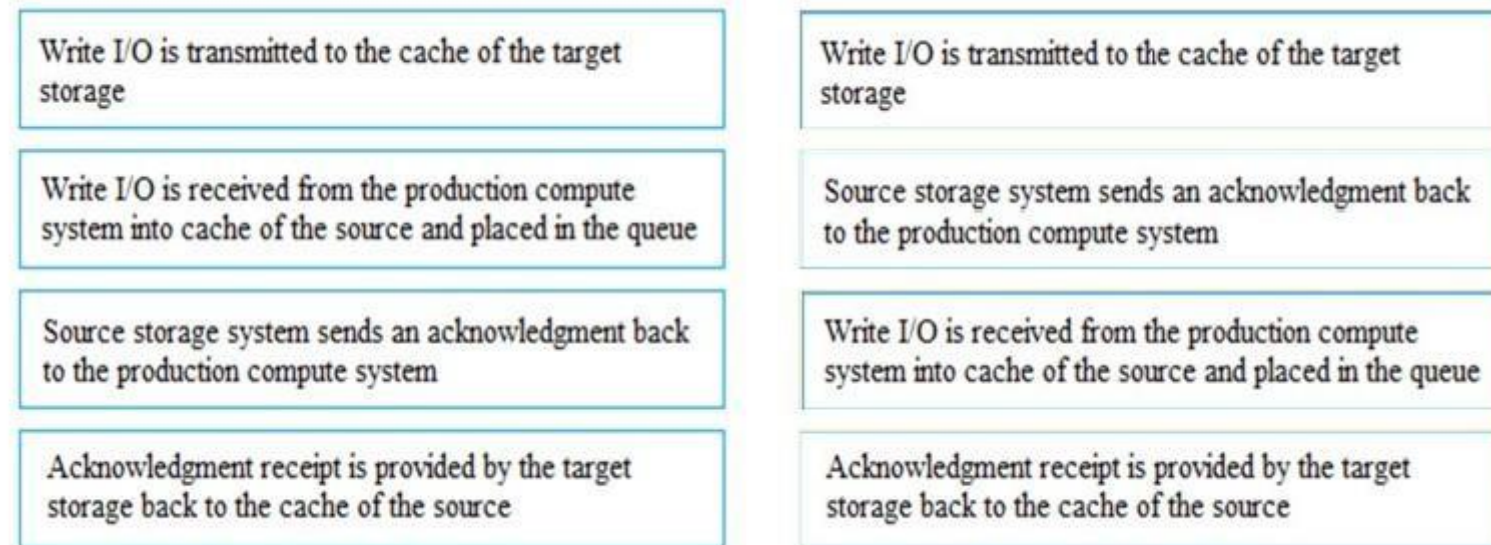 Write I/O is transmitted to the cache of the target
storage
Write I/O is received from the production compute
system into cache of the source and placed in the queue
Source storage system sends an acknowledgment back
to the production compute system
Acknowledgment receipt is provided by the target
storage back to the cache of the source
Write I/O is transmitted to the cache of the target
storage
Source storage system sends an acknowledgment back
to the production compute system
Write I/O is received from the production compute
system into cache of the source and placed in the queue
Acknowledgment receipt is provided by the target
storage back to the cache of the source